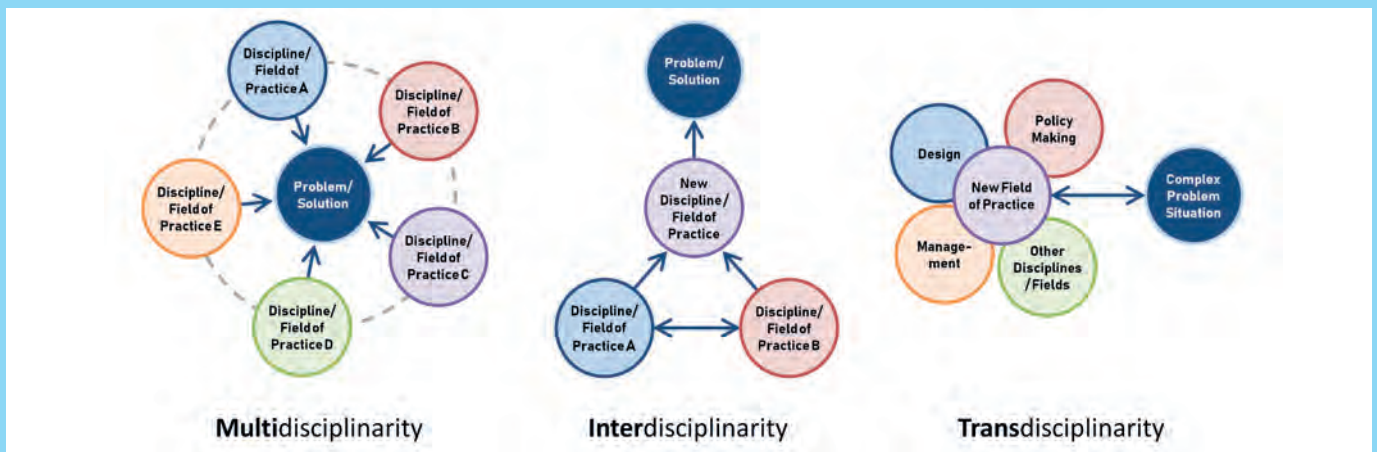 Discipline/
Field of
Practice A
Discipline/
Field of
Practice B
Discipline/
Field of
Practice E
Problem/
Solution
Discipline/
Field of
Practice C
Discipline/
Field of
Practice D
Multidisciplinarity
Problem/
Solution
New
Discipline/
Field of
Practice
Discipline/
Field of
Practice A
Discipline/
Field of
Practice B
Interdisciplinarity
Design
Policy
Making
New Field
of Practice
Complex
Problem
Situation
Manage-
ment
Other
Disciplines
/Fields
Transdisciplinarity